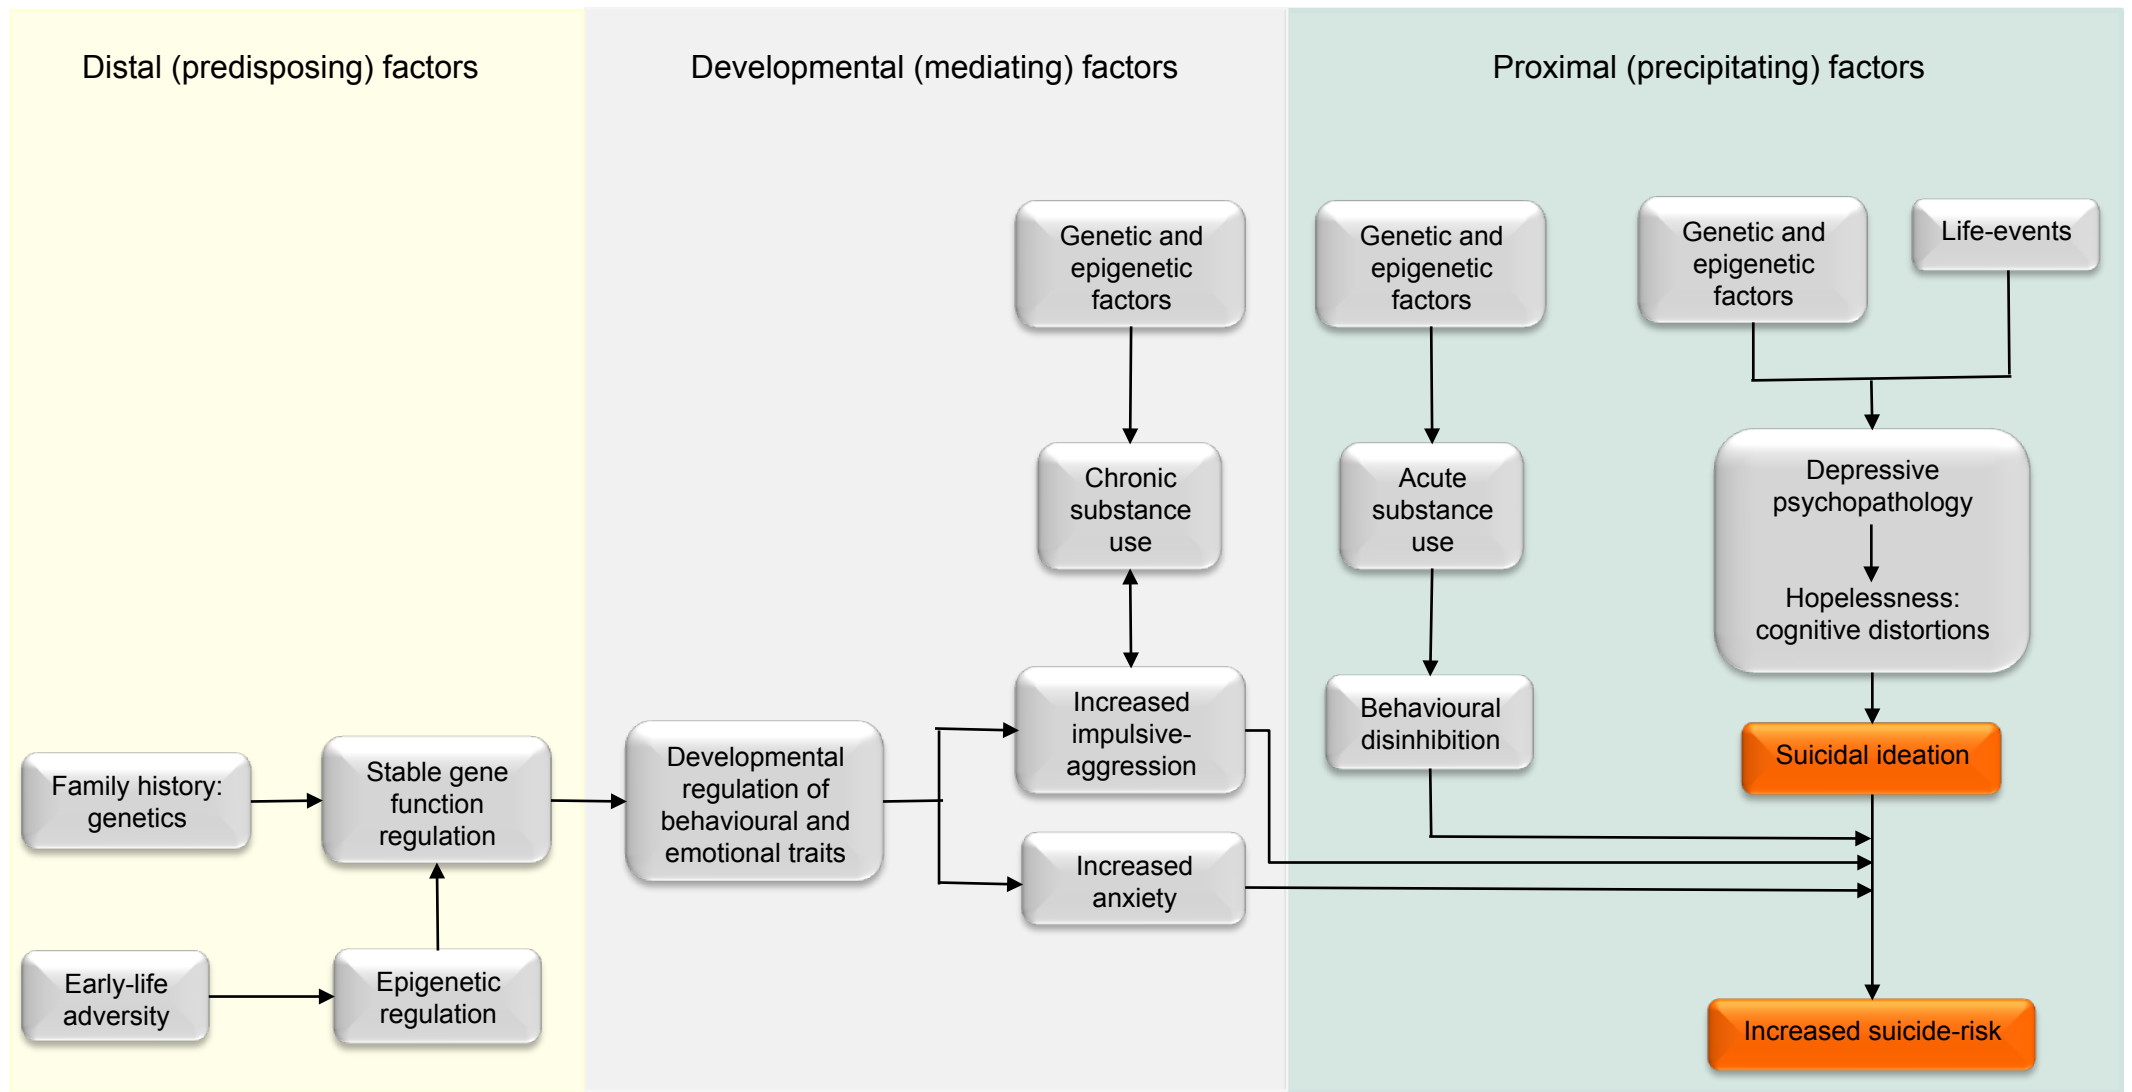 Distal (predisposing) factors
Developmental (mediating) factors
Proximal (precipitating) factors
Family history:
genetics
Stable gene
function
regulation
Early-life
adversity
Epigenetic
regulation
Developmental
regulation of
behavioural and
emotional traits
Genetic and
epigenetic
factors
Chronic
substance
use
Increased
impulsive-
aggression
Increased
anxiety
Genetic and
epigenetic
factors
Acute
substance
use
Behavioural
disinhibition
Genetic and
epigenetic
factors
Life-events
Depressive
psychopathology
Hopelessness:
cognitive distortions
Suicidal ideation
Increased suicide-risk